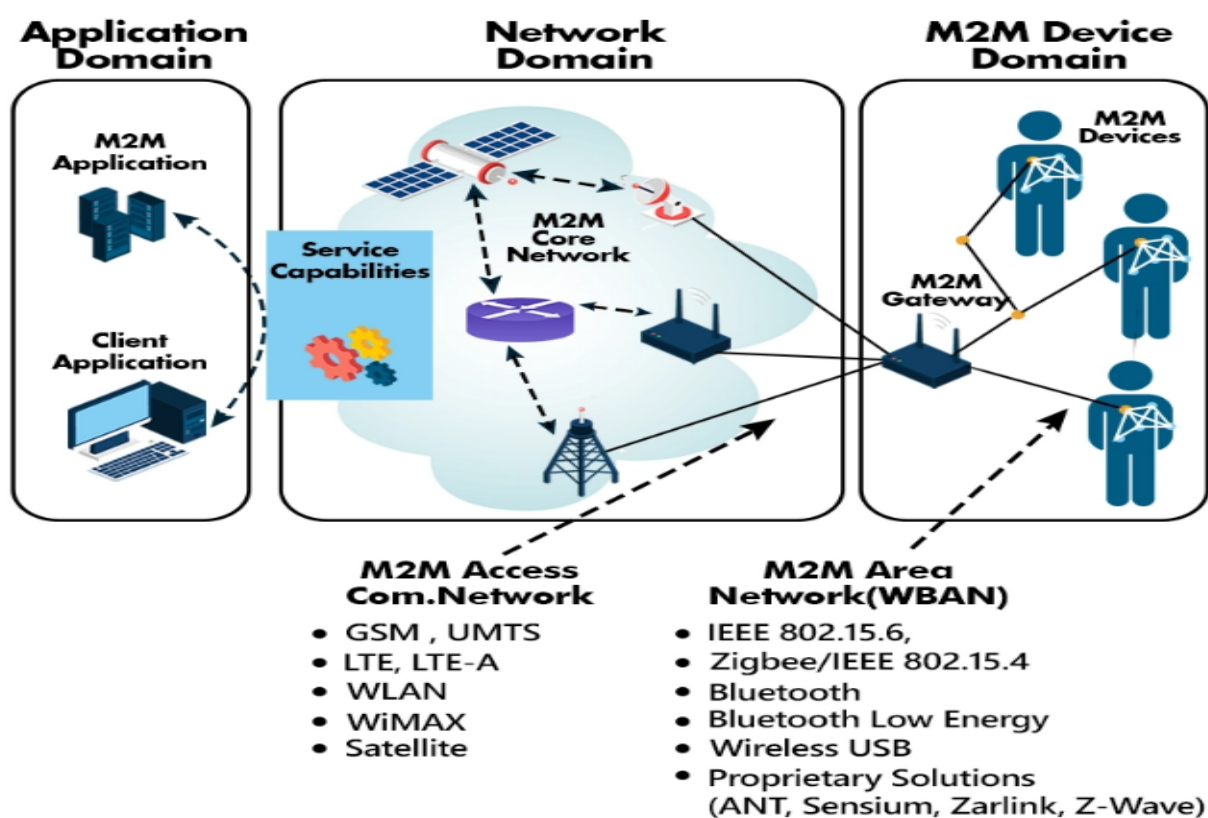 Application
Domain
Network
Domain
M2M Device
Domain
M2M
Application
Client
Application
Service
Capabilities
M2M
Core
Network
M2M
Gateway
M2M
Devices
M2M Access
Com.Network
• GSM , UMTS
• LTE, LTE-A
• WLAN
• WiMAX
• Satellite
M2M Area
Network(WBAN)
• IEEE 802.15.6,
• Zigbee/IEEE 802.15.4
• Bluetooth
• Bluetooth Low Energy
• Wireless USB
• Proprietary Solutions
(ANT, Sensium, Zarlink, Z-Wave)